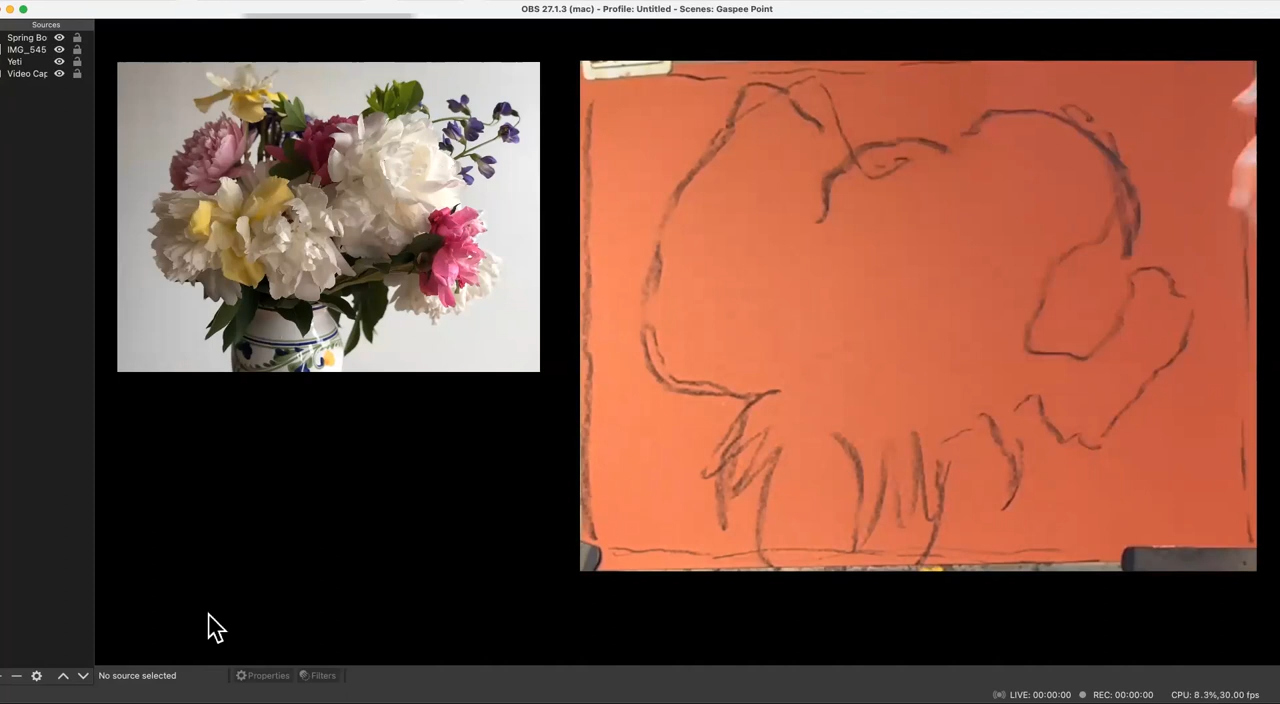 OBS 27.1.3 (mac) - Profile: Untitled - Scenes: Gaspee Point
Sources
Spring Bo
IMG_545
Yeti
Video Cap
No source selected
Properties
Filters
LIVE: 00:00:00
REC: 00:00:00
CPU: 8.3%,30.00 fps